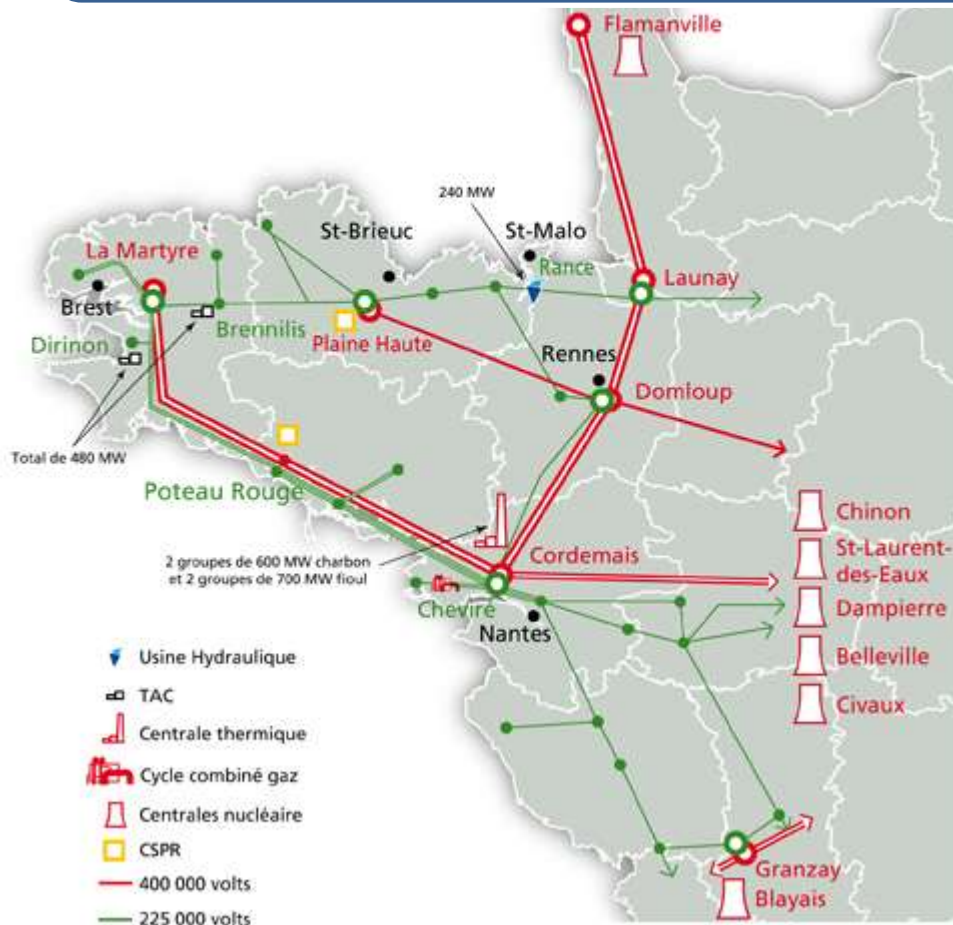 Flamanville
240 MW
St-Brieuc
St-Malo
La Martyre
Rance
Launay
Brest
Brennilis
Plaine Haute
Dirinon
Rennes
Domloup
Total de 480 MW
Poteau Rouge
Chinon
2 groupes de 600 MW charbon
et 2 groupes de 700 MW fioul
Cordemais
St-Laurent-
des-Eaux
Cheviré
Dampierre
Nantes
Belleville
Civaux
Usine Hydraulique
TAC
Centrale thermique
Cycle combiné gaz
Centrales nucléaire
CSPR
400 000 volts
225 000 volts
Granzay
Blayais